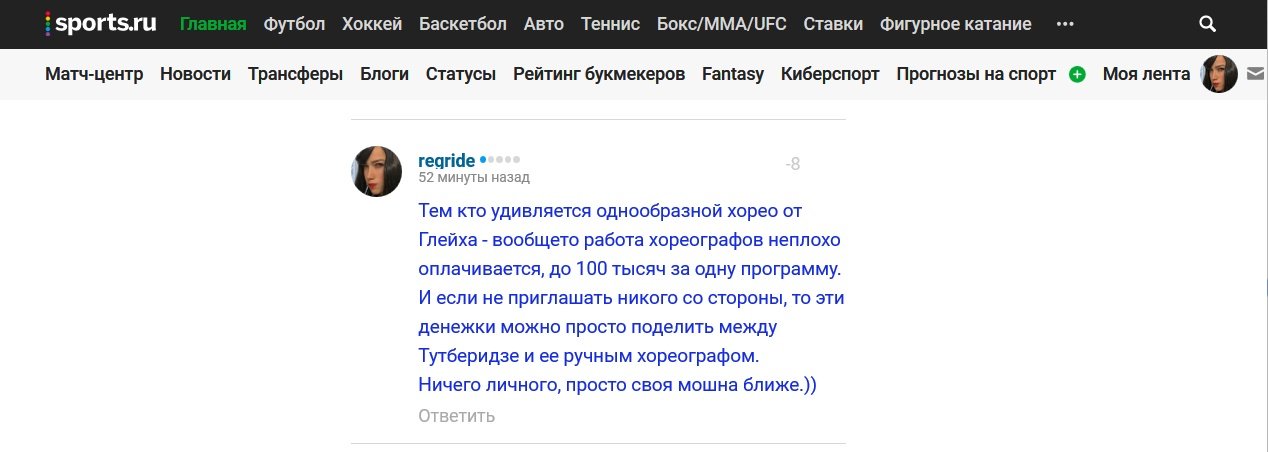 sports.ru Главная Футбол Хоккей Баскетбол Авто Теннис Бокс/MMA/UFC Ставки Фигурное катание ···
Матч-центр Новости Трансферы Блоги Статусы Рейтинг букмекеров Fantasy Киберспорт Прогнозы на спорт Моя лента
regride -8
52 минуты назад
Тем кто удивляется однообразной хорео от
Глейха - вообщето работа хореографов неплохо
оплачивается, до 100 тысяч за одну программу.
И если не приглашать никого со стороны, то эти
денежки можно просто поделить между
Тутберидзе и ее ручным хореографом.
Ничего личного, просто своя мошна ближе.))
Ответить